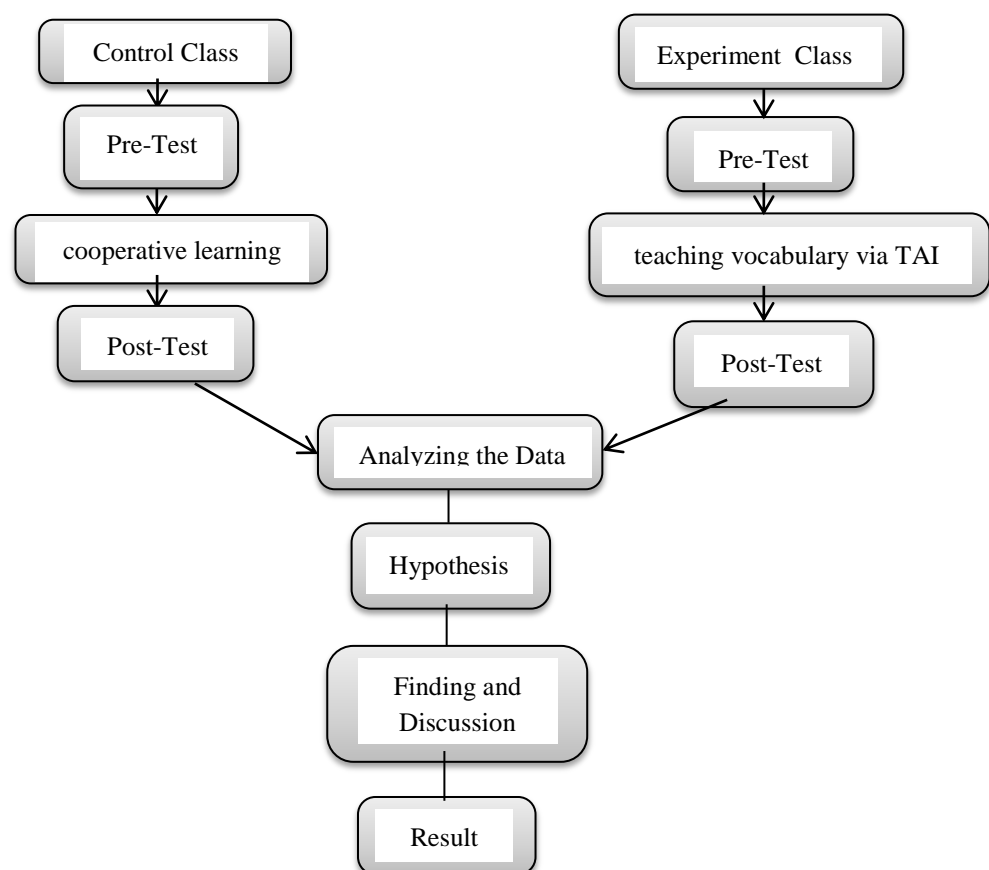 Control Class
Experiment Class
Pre-Test
Pre-Test
cooperative learning
teaching vocabulary via TAI
Post-Test
Post-Test
Analyzing the Data
Hypothesis
Finding and
Discussion
Result